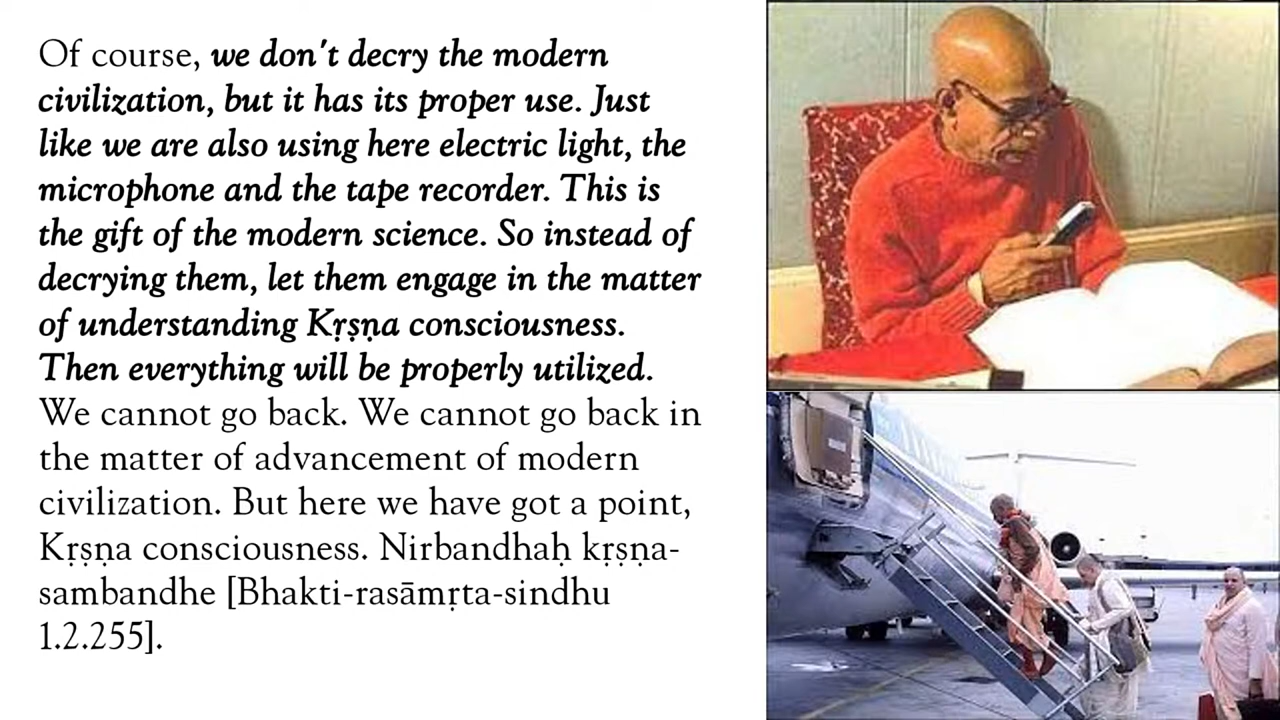 Of course, we don't decry the modern
civilization, but it has its proper use. Just
like we are also using here electric light, the
microphone and the tape recorder. This is
the gift of the modern science. So instead of
decrying them, let them engage in the matter
of understanding Kṛṣṇa consciousness.
Then everything will be properly utilized.
We cannot go back. We cannot go back in
the matter of advancement of modern
civilization. But here we have got a point,
Kṛṣṇa consciousness. Nirbandhaḥ kṛṣṇa-
sambandhe [Bhakti-rasāmṛta-sindhu
1.2.255].